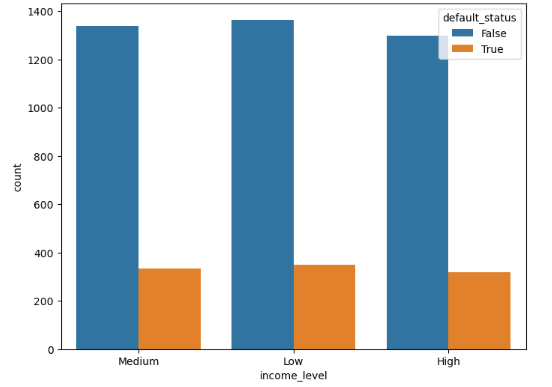 1400
1200
1000
800
600
400
200
0
count
default_status
False
True
Medium Low High
income_level